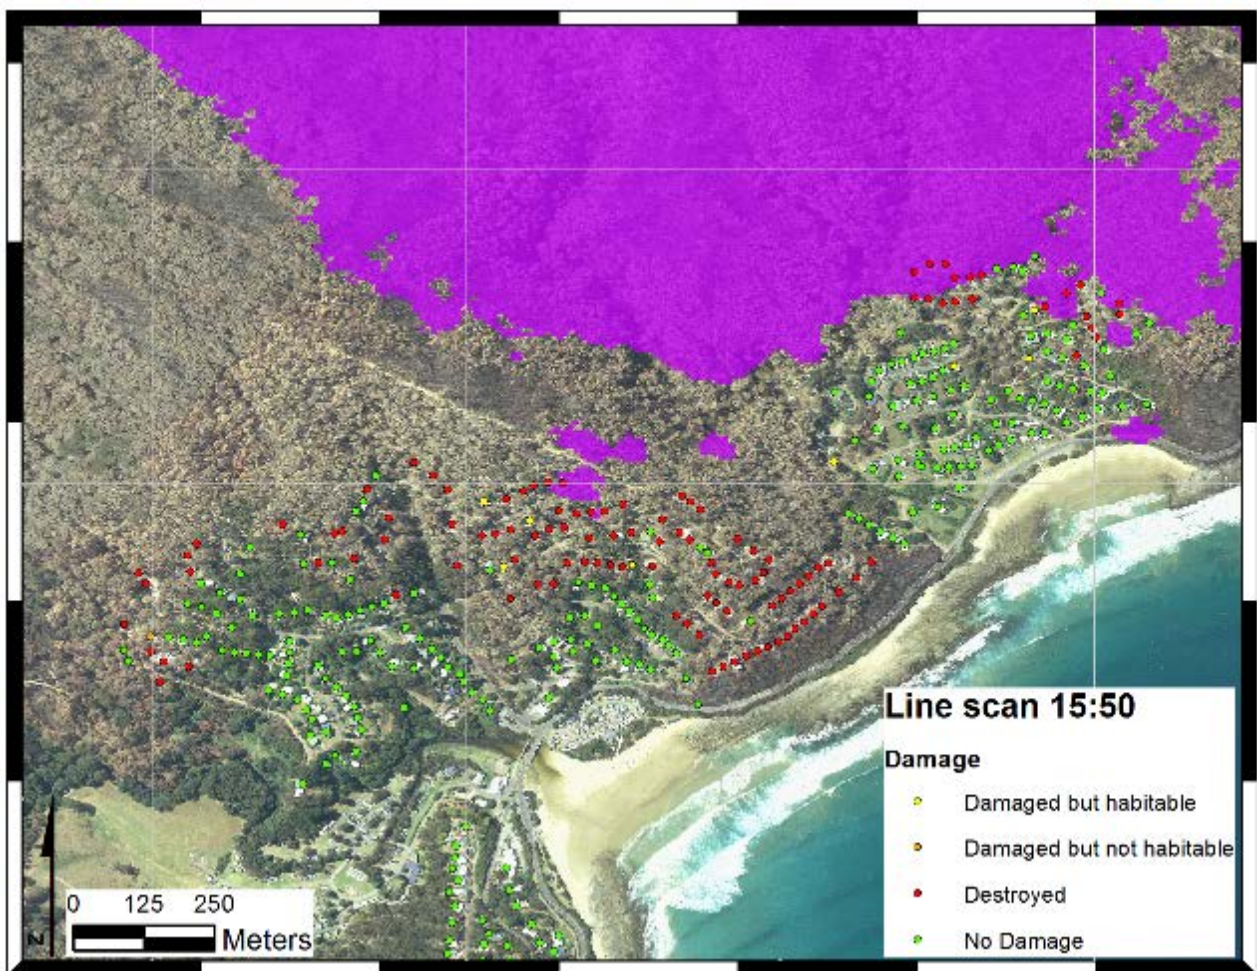 Line scan 15:50
Damage
Damaged but habitable
Damaged but not habitable
Destroyed
No Damage
0 125 250
Meters
N